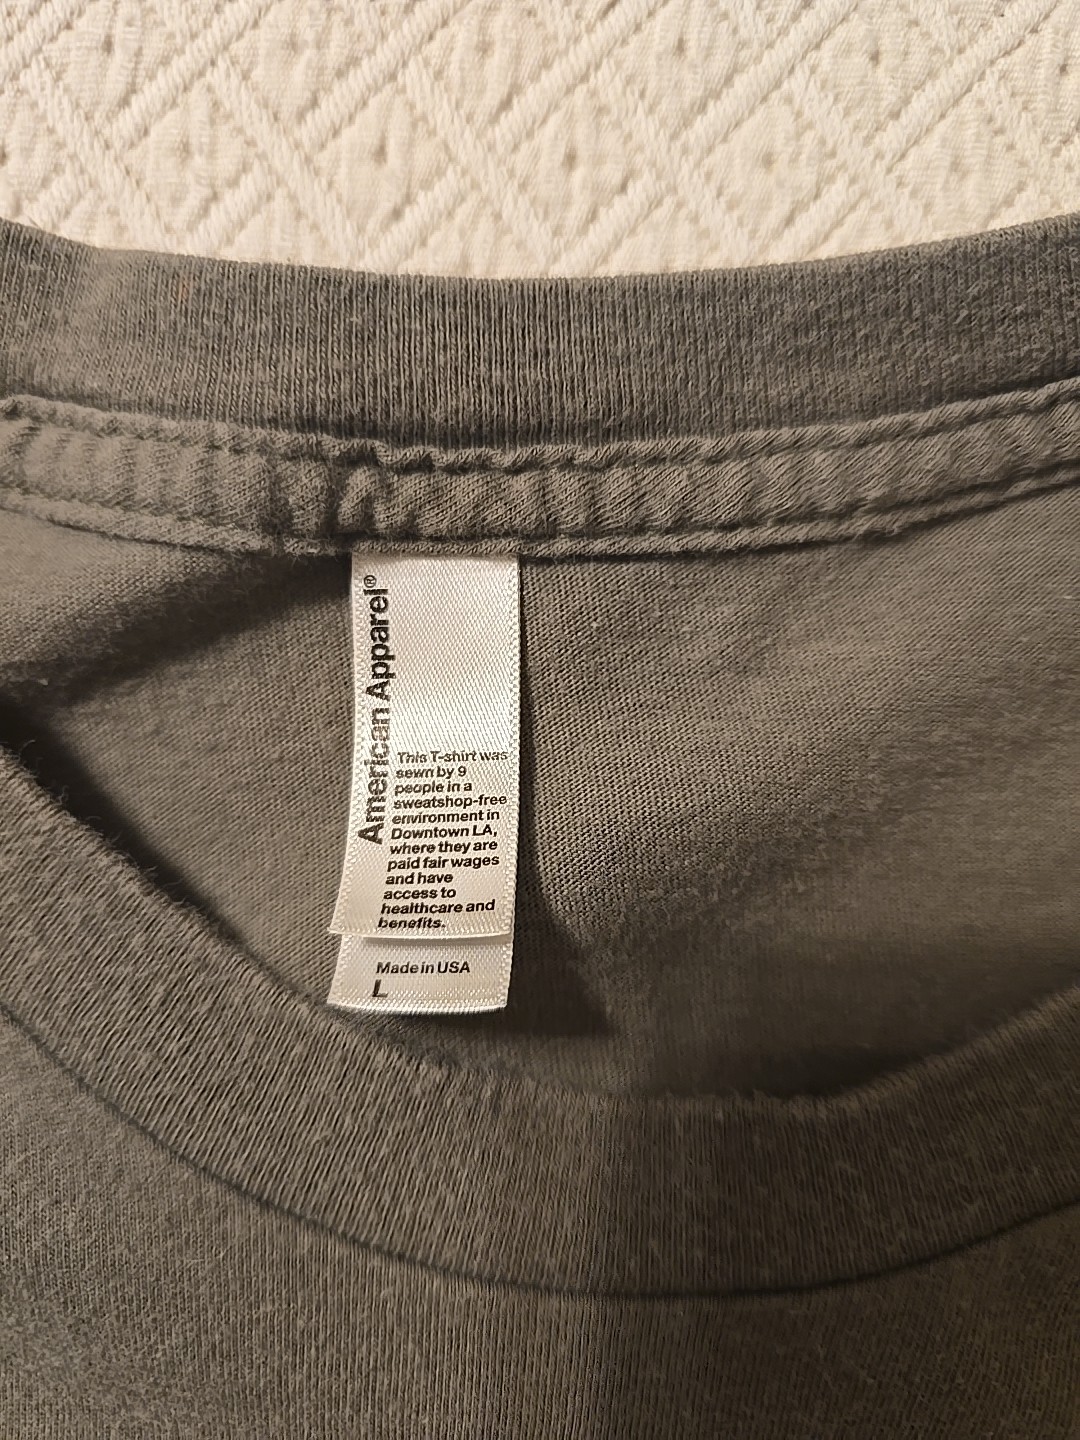 American Apparel®
This T-shirt was
sewn by 9
people in a
sweatshop-free
environment in
Downtown LA,
where they are
paid fair wages
and have
access to
healthcare and
benefits.
Made in USA
L